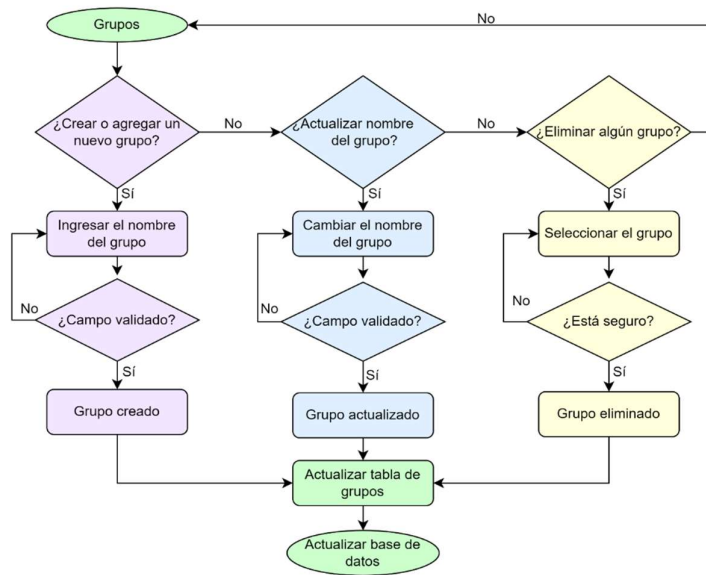 Grupos
No
¿Crear o agregar un
nuevo grupo?
No
¿Actualizar nombre
del grupo?
No
¿Eliminar algún grupo?
Sí
Sí
Sí
Ingresar el nombre
del grupo
Cambiar el nombre
del grupo
Seleccionar el grupo
No
¿Campo validado?
No
¿Campo validado?
No
¿Está seguro?
Sí
Sí
Sí
Grupo creado
Grupo actualizado
Grupo eliminado
Actualizar tabla de
grupos
Actualizar base de
datos